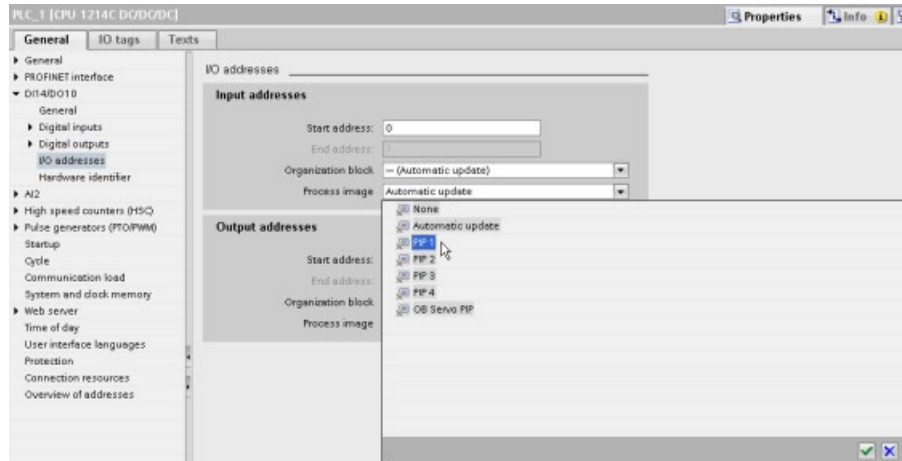 PLC_1 [CPU 1214C DC/DC/DC]
Properties
Info
General
IO tags
Texts
General
PROFINET interface
DI14/DO10
General
Digital inputs
Digital outputs
I/O addresses
Hardware identifier
AI2
High speed counters (HSC)
Pulse generators (PTO/PWM)
Startup
Cycle
Communication load
System and clock memory
Web server
Time of day
User interface languages
Protection
Connection resources
Overview of addresses
I/O addresses
Input addresses
Start address: 0
End address: 1
Organization block — (Automatic update)
Process image Automatic update
None
Automatic update
PIP 1
PIP 2
PIP 3
PIP 4
OB Servo PIP
Output addresses
Start address:
End address:
Organization block
Process image